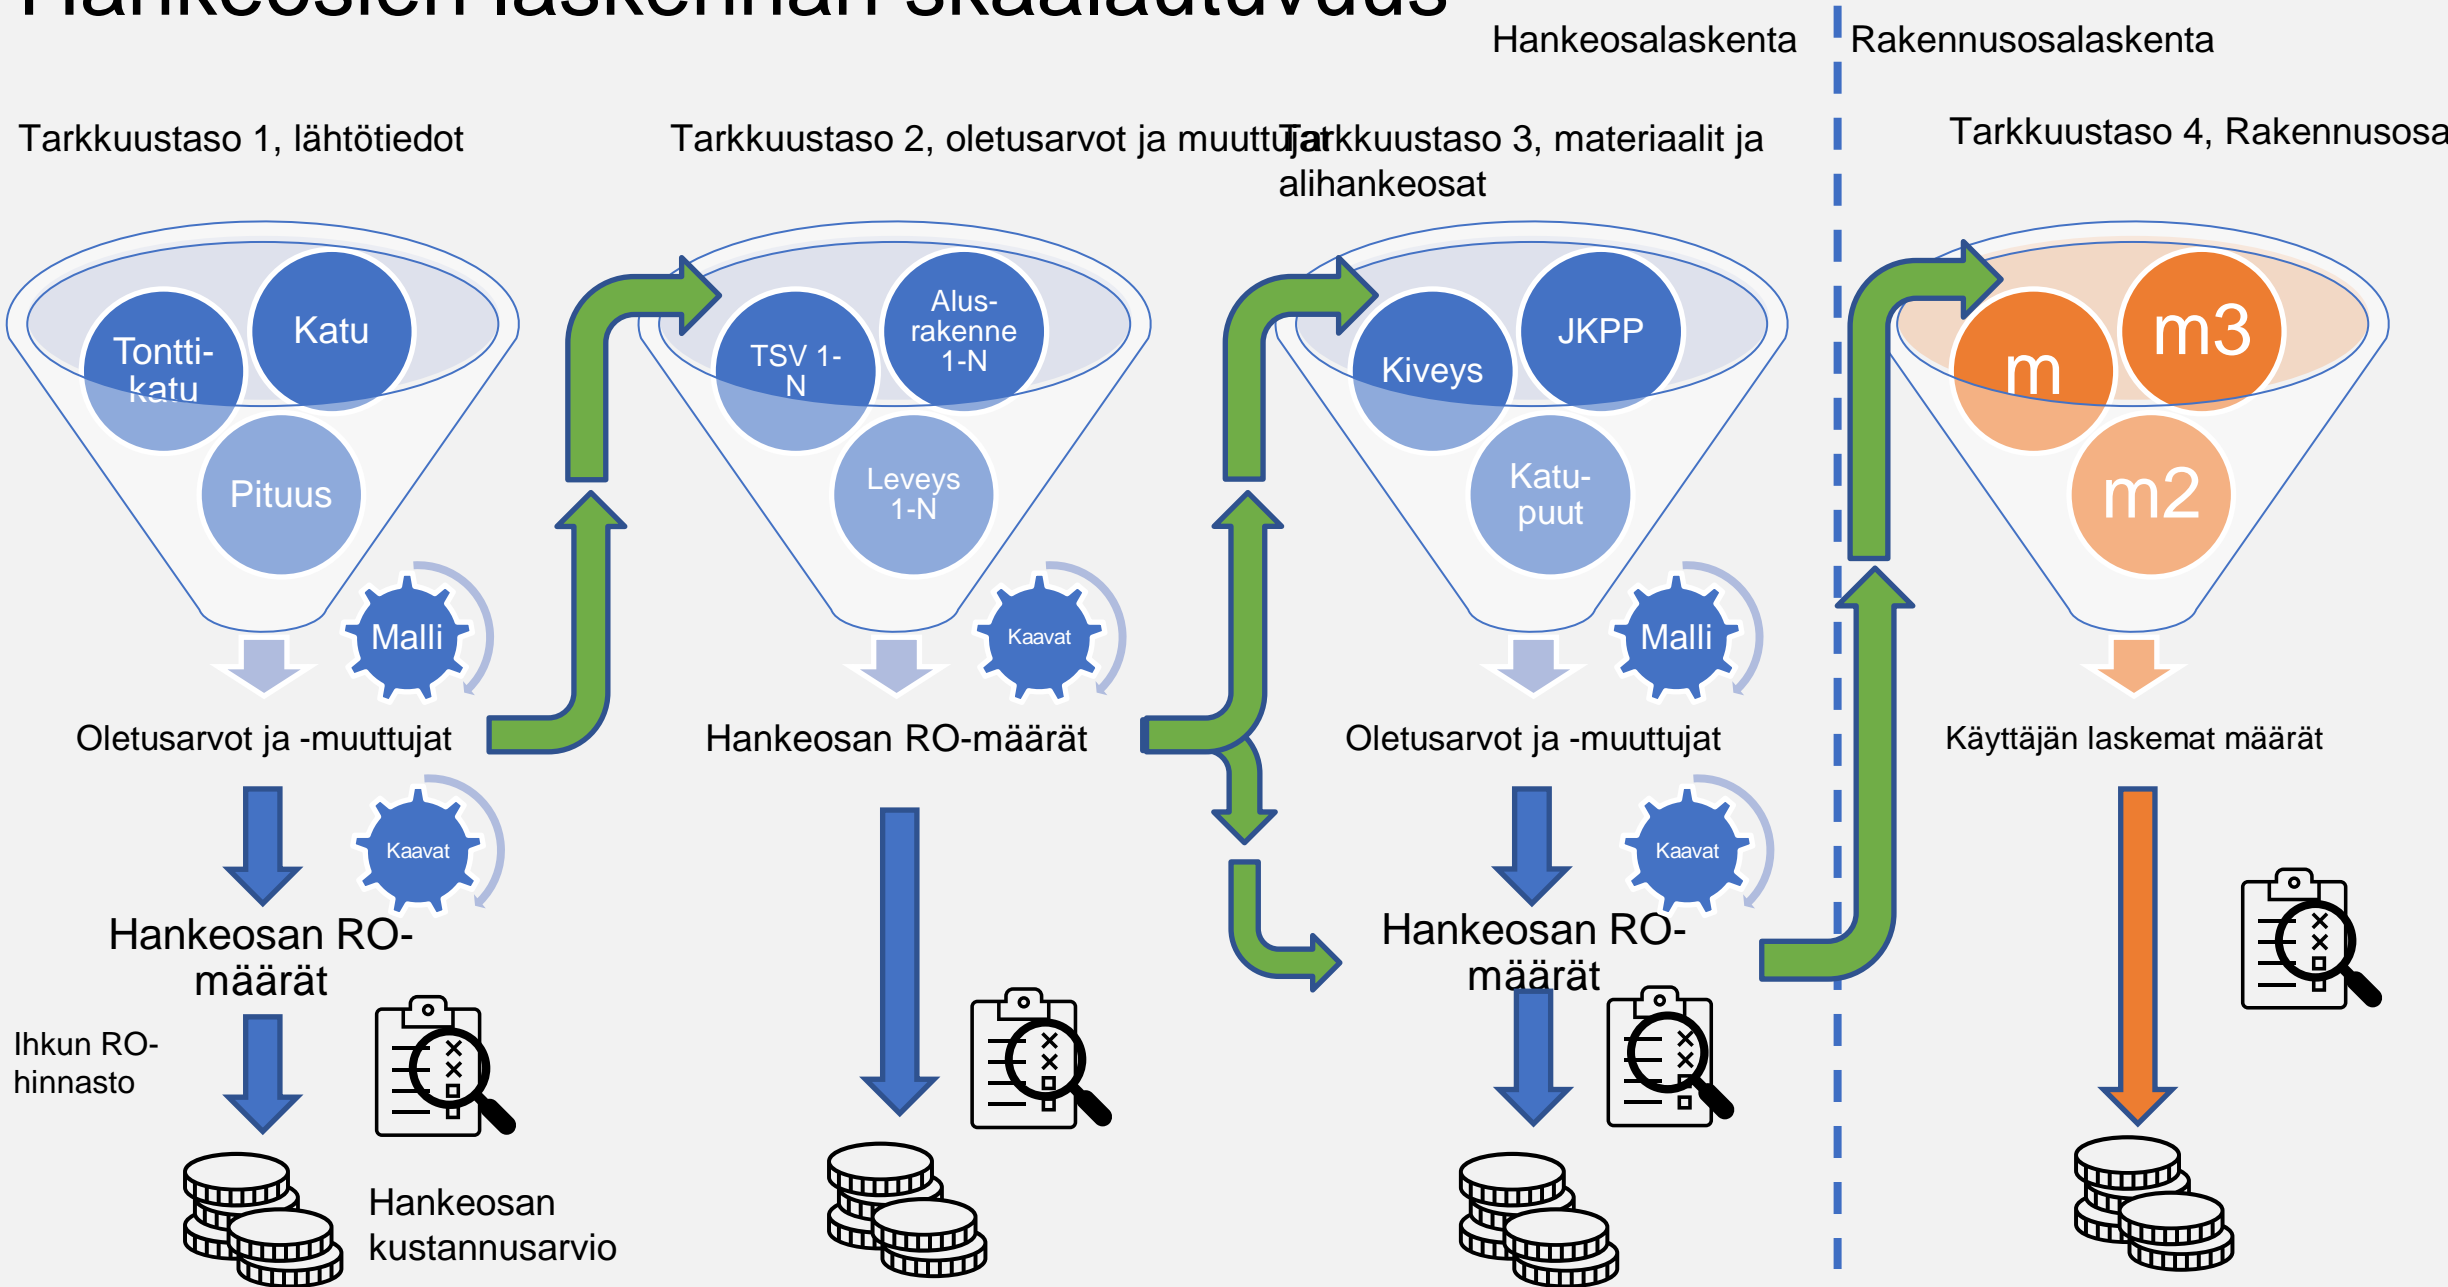 Hankeosien laskennan skaalautuvuus
Hankeosalaskenta
Rakennusosalaskenta
Tarkkuustaso 1, lähtötiedot
Tarkkuustaso 2, oletusarvot ja muuttujat
Tarkkuustaso 3, materiaalit ja
alihankeosat
Tarkkuustaso 4, Rakennusosa
Tontti-
katu
Katu
Pituus
Malli
Oletusarvot ja -muuttujat
Kaavat
Hankeosan RO-
määrät
Ihkun RO-
hinnasto
Hankeosan
kustannusarvio
TSV 1-
N
Alus-
rakenne
1-N
Leveys
1-N
Kaavat
Hankeosan RO-määrät
Kiveys
JKPP
Katu-
puut
Malli
Oletusarvot ja -muuttujat
Kaavat
Hankeosan RO-
määrät
m
m3
m2
Käyttäjän laskemat määrät